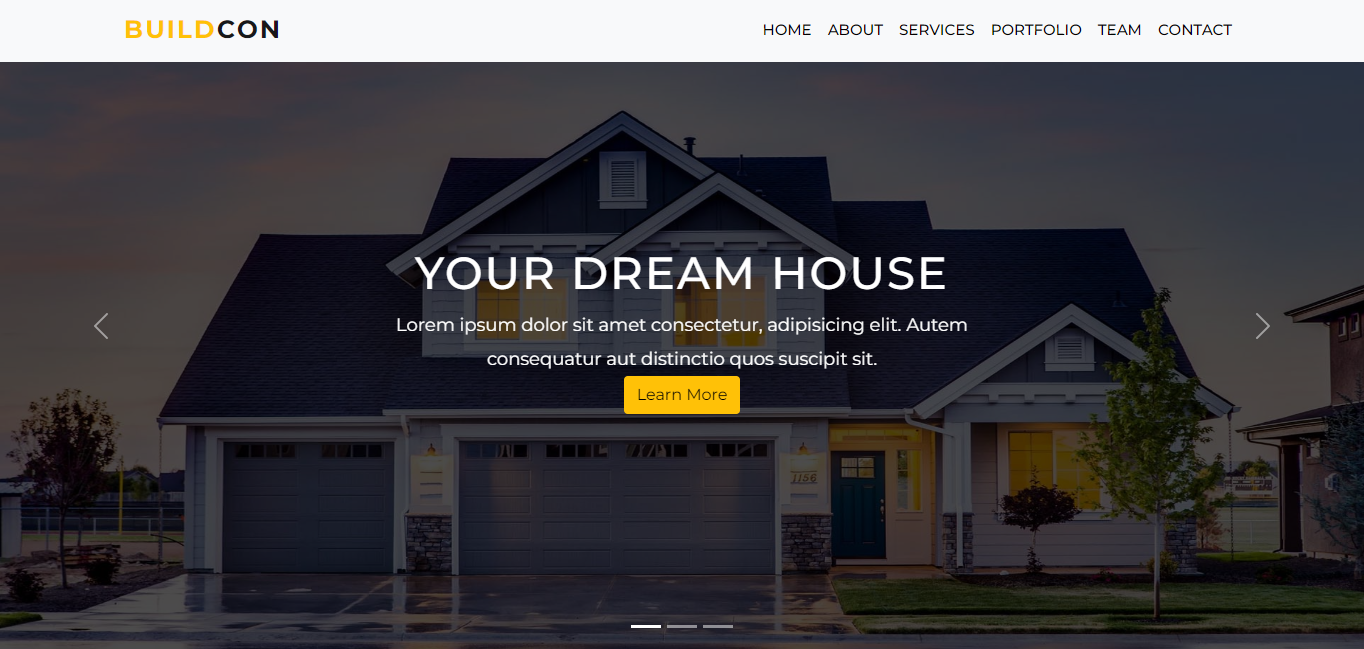 BUILDCON
HOME ABOUT SERVICES PORTFOLIO TEAM CONTACT
YOUR DREAM HOUSE
Lorem ipsum dolor sit amet consectetur, adipisicing elit. Autem
consequatur aut distinctio quos suscipit sit.
Learn More
1156